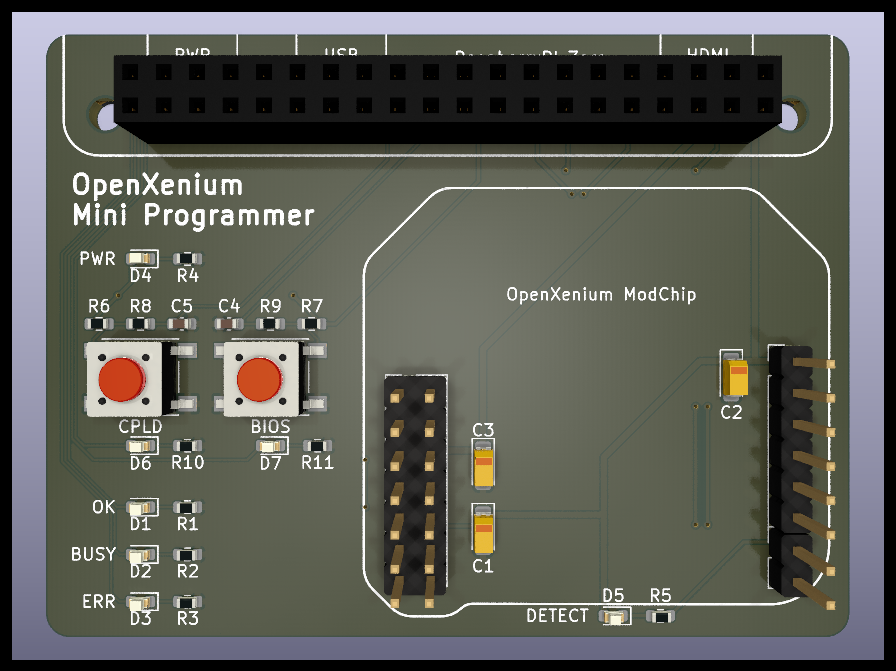 PWR USB HDMI
OpenXenium
Mini Programmer
PWR
D4 R4
R6 R8 C5 C4 R9 R7
OpenXenium ModChip
CPLD BIOS
C2
C3
D6 R10 D7 R11
OK
D1 R1
BUSY
D2 R2
C1
ERR
D3 R3
D5 R5
DETECT